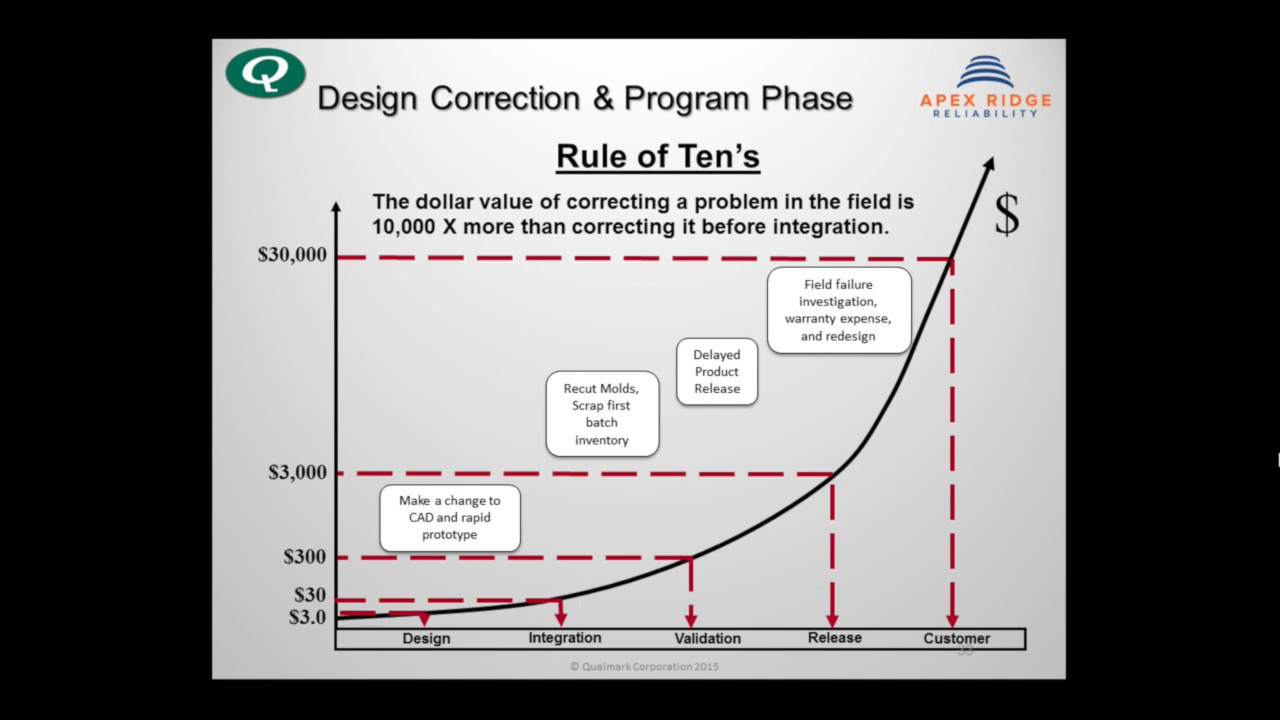 Q
Design Correction & Program Phase
APEX RIDGE
RELIABILITY
Rule of Ten's
The dollar value of correcting a problem in the field is
10,000 X more than correcting it before integration.
$
$30,000
Field failure
investigation,
warranty expense,
and redesign
Delayed
Product
Release
Recut Molds,
Scrap first
batch
inventory
$3,000
Make a change to
CAD and rapid
prototype
$300
$30
$3.0
Design
Integration
Validation
Release
Customer
33
© Qualmark Corporation 2015